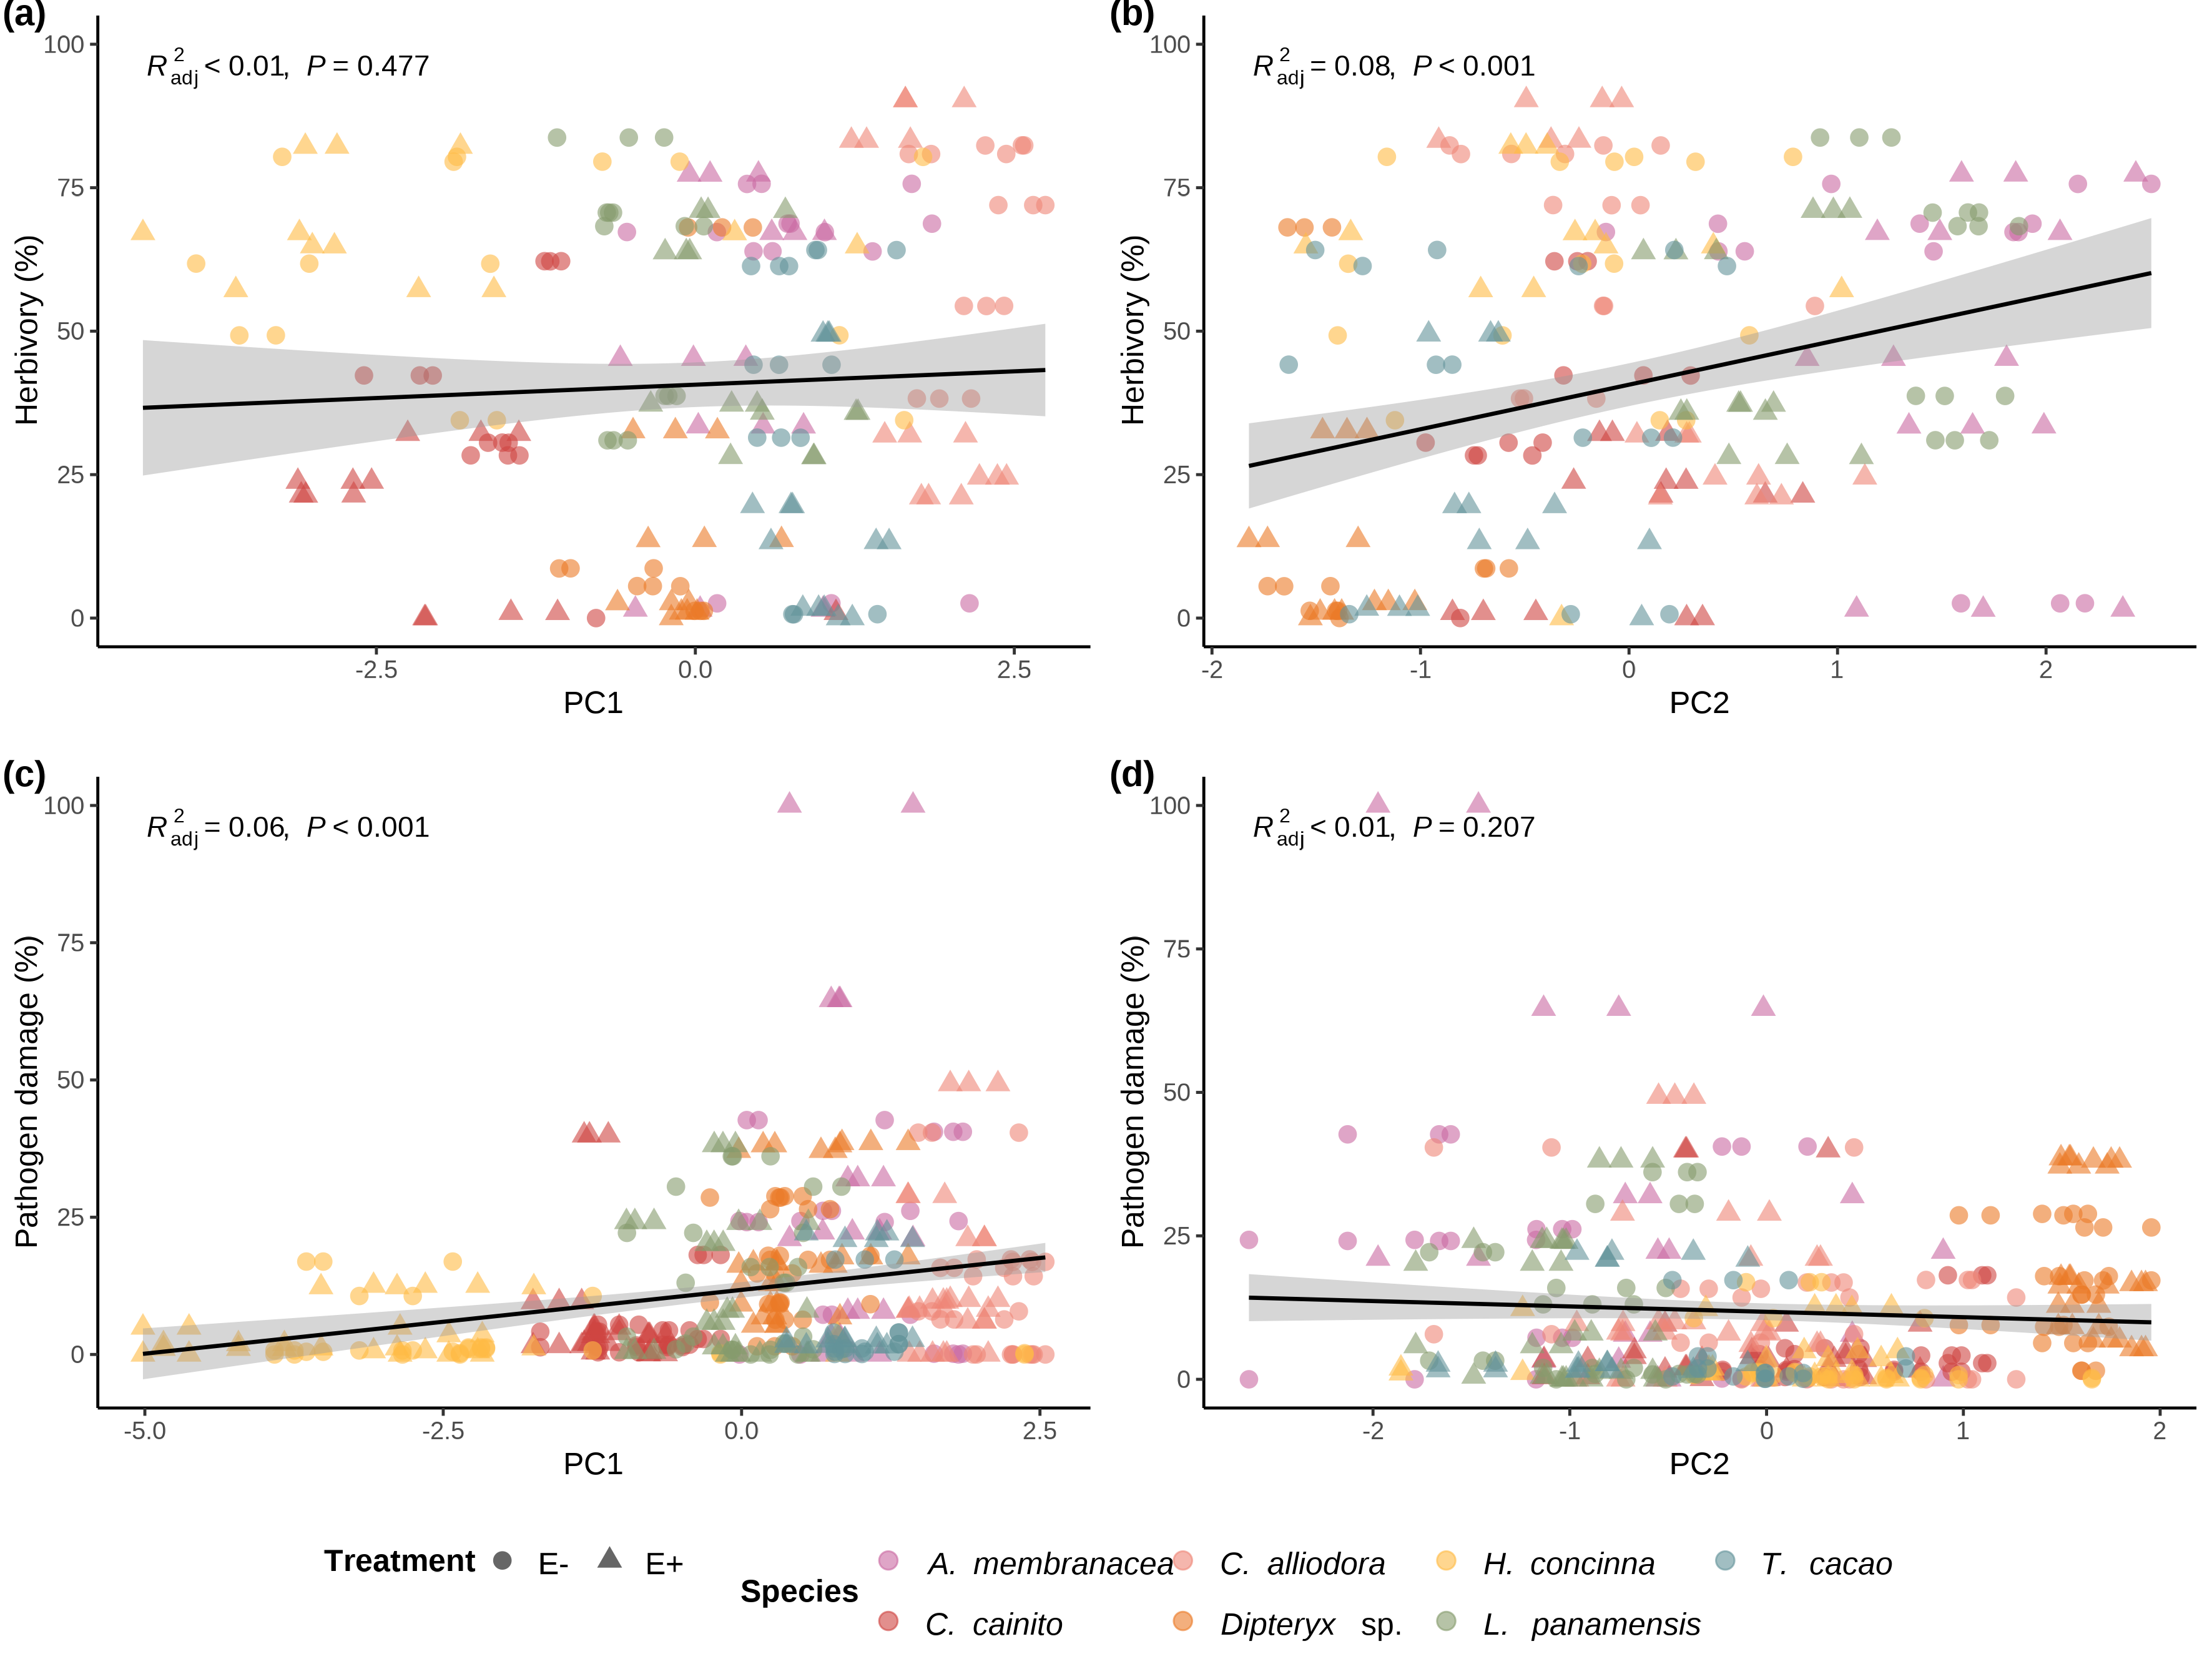 (a)
R²adj < 0.01, P = 0.477
Herbivory (%)
100
75
50
25
0
-2.5
0.0
2.5
PC1
(b)
R²adj = 0.08, P < 0.001
Herbivory (%)
100
75
50
25
0
-2
-1
0
1
2
PC2
(c)
R²adj = 0.06, P < 0.001
Pathogen damage (%)
100
75
50
25
0
-5.0
-2.5
0.0
2.5
PC1
(d)
R²adj < 0.01, P = 0.207
Pathogen damage (%)
100
75
50
25
0
-2
-1
0
1
2
PC2
Treatment E- E+
Species
A. membranacea C. alliodora H. concinna T. cacao
C. cainito Dipteryx sp. L. panamensis